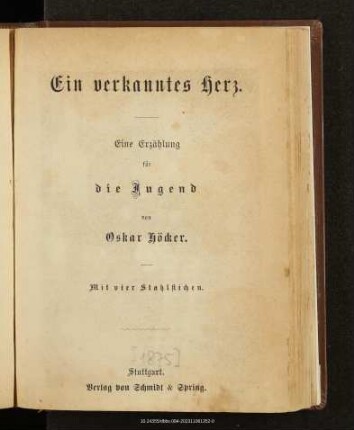 Ein verkanntes Herz.
Eine Erzählung
für
die Jugend
von
Oskar Höcker.
Mit vier Stahlstichen.
[1875]
Stuttgart.
Verlag von Schmidt & Spring.